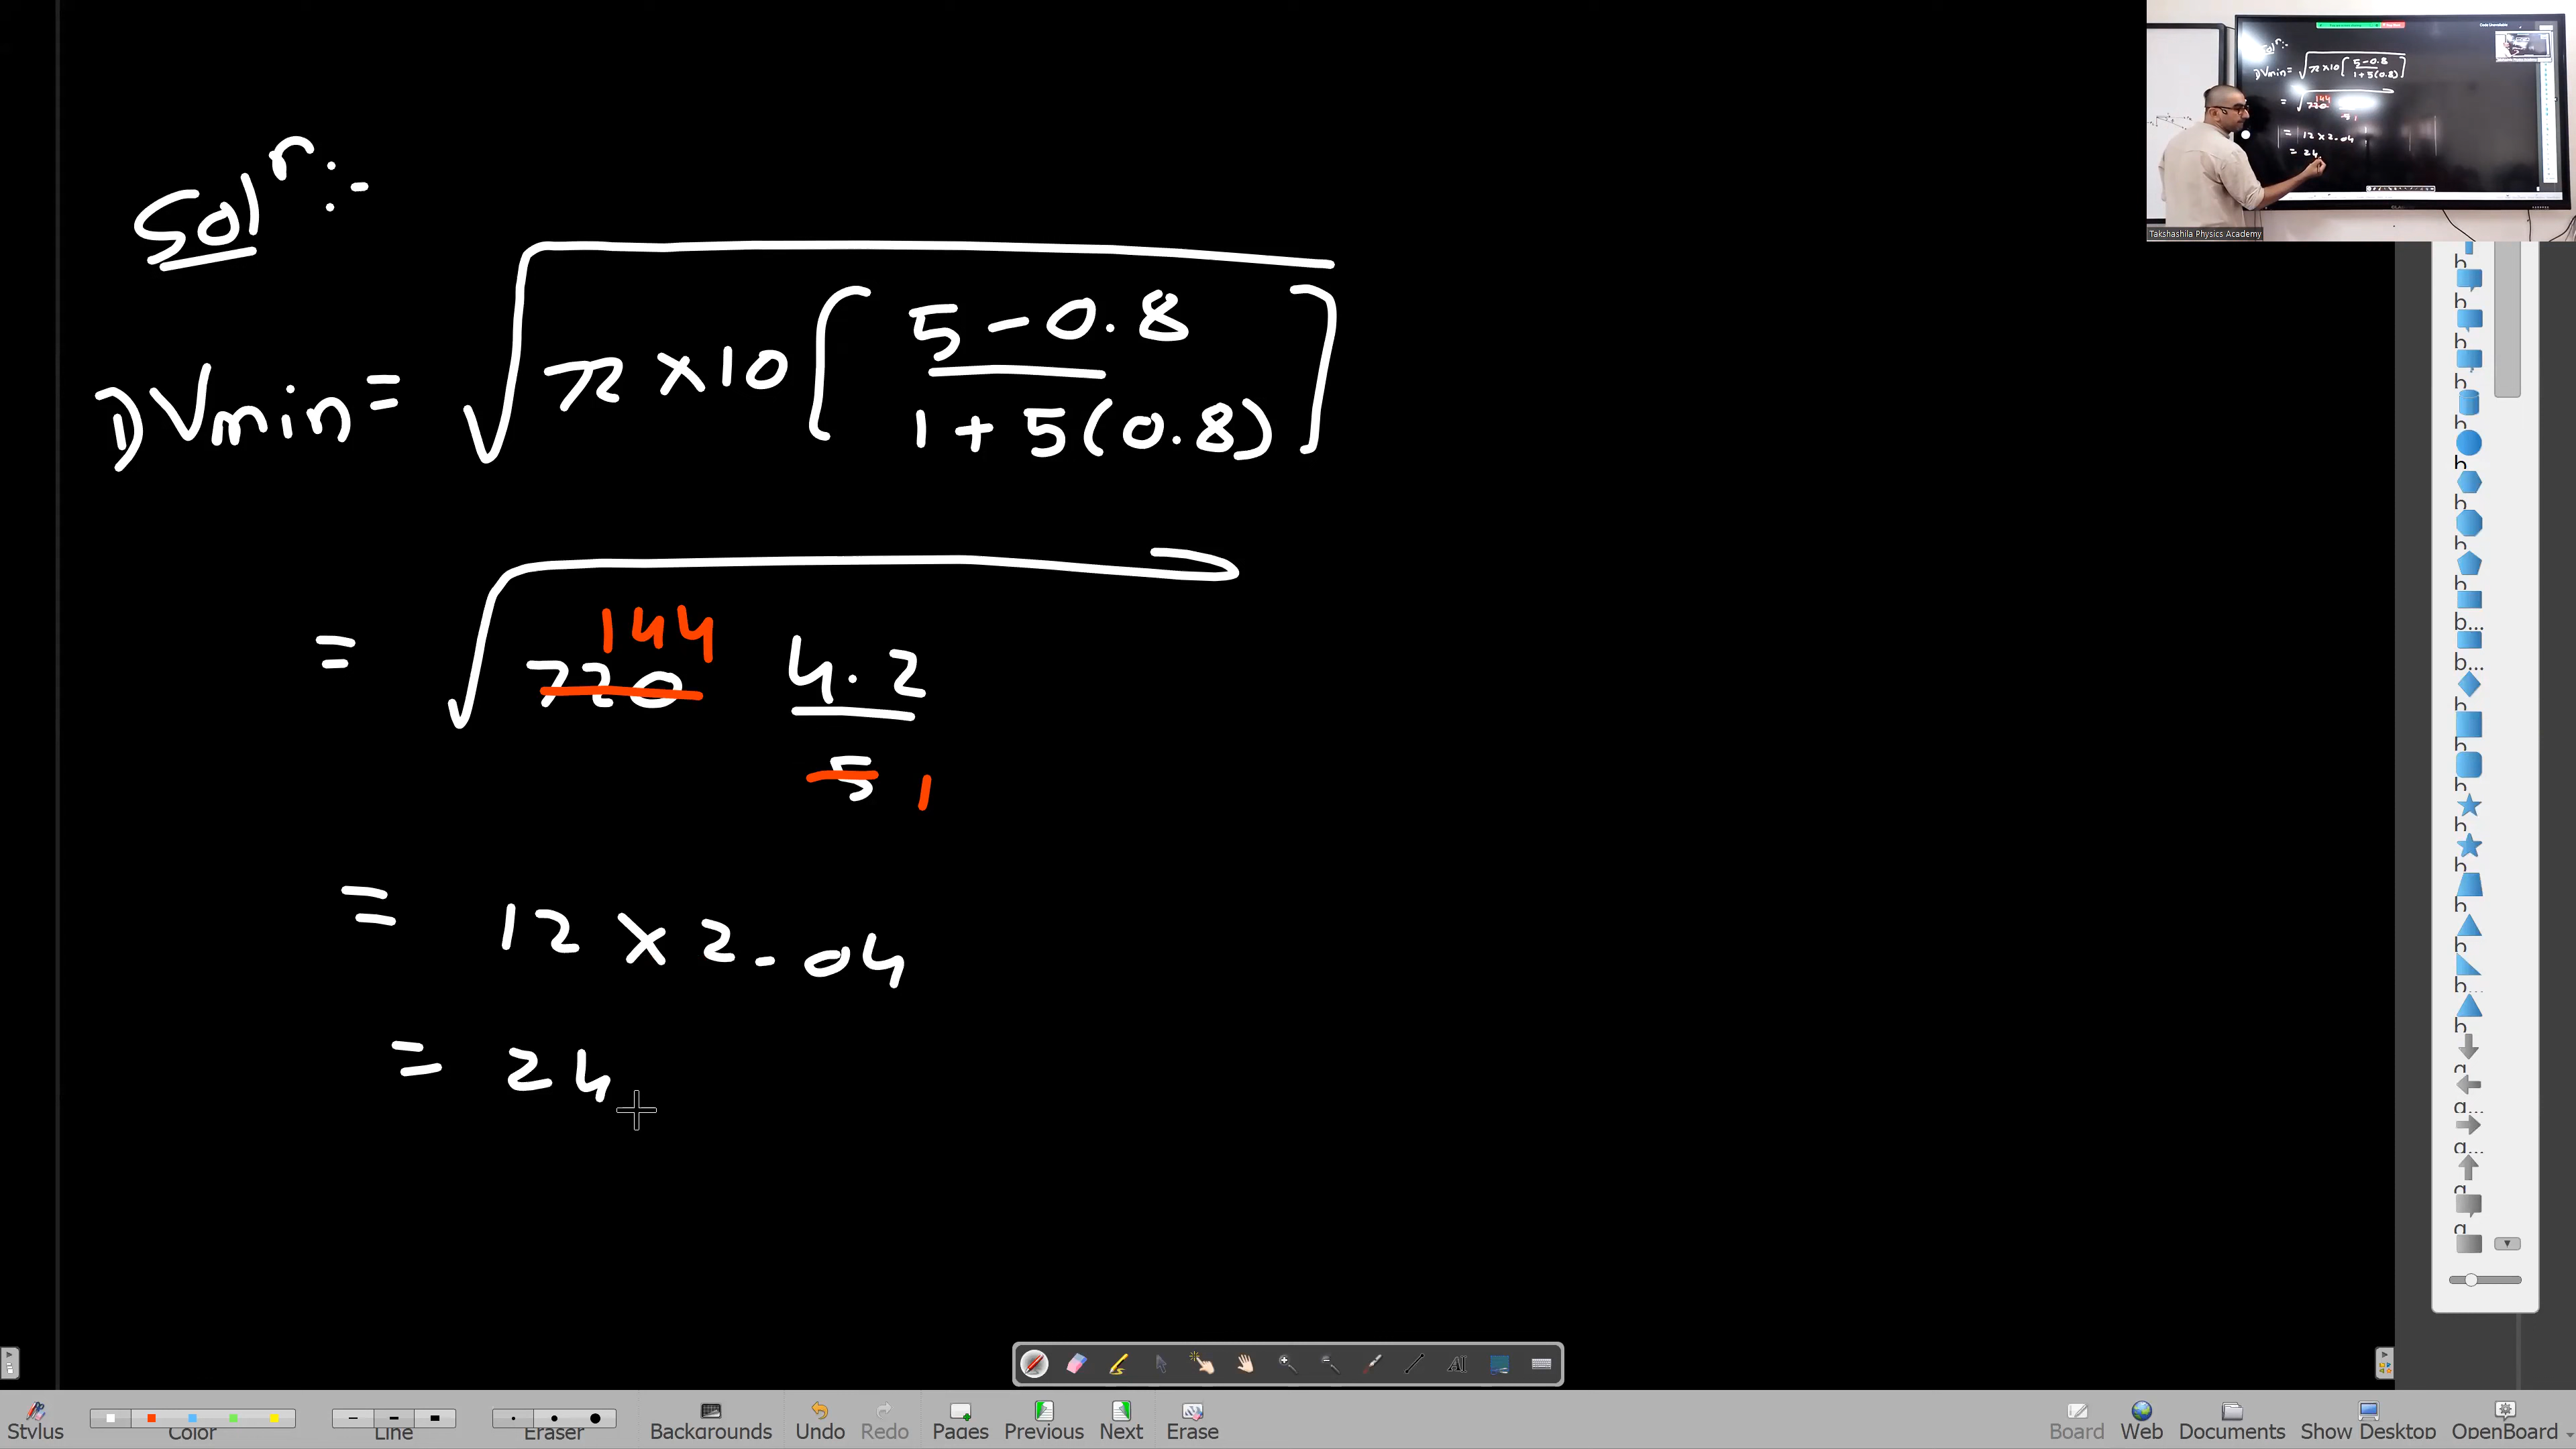 Solⁿ :-
Vmin = √72 × 10 [ 5 - 0.8 / 1 + 5(0.8) ]
= √720 144 4.2 / 5 1
= 12 × 2.04
= 24
Takshashila Physics Academy
Stylus
Color
Line
Eraser
Backgrounds
Undo
Redo
Pages
Previous
Next
Erase
Board
Web
Documents
Show Desktop
OpenBoard